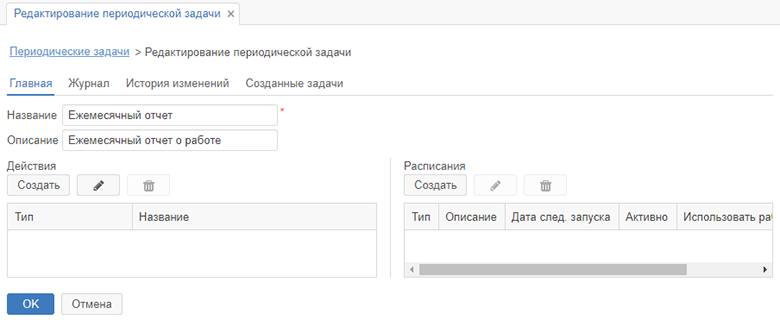 Редактирование периодической задачи
Периодические задачи > Редактирование периодической задачи
Главная Журнал История изменений Созданные задачи
Название Ежемесячный отчет *
Описание Ежемесячный отчет о работе
Действия
Создать
Тип Название
Расписания
Создать
Тип Описание Дата след. запуска Активно Использовать ра
OK Отмена